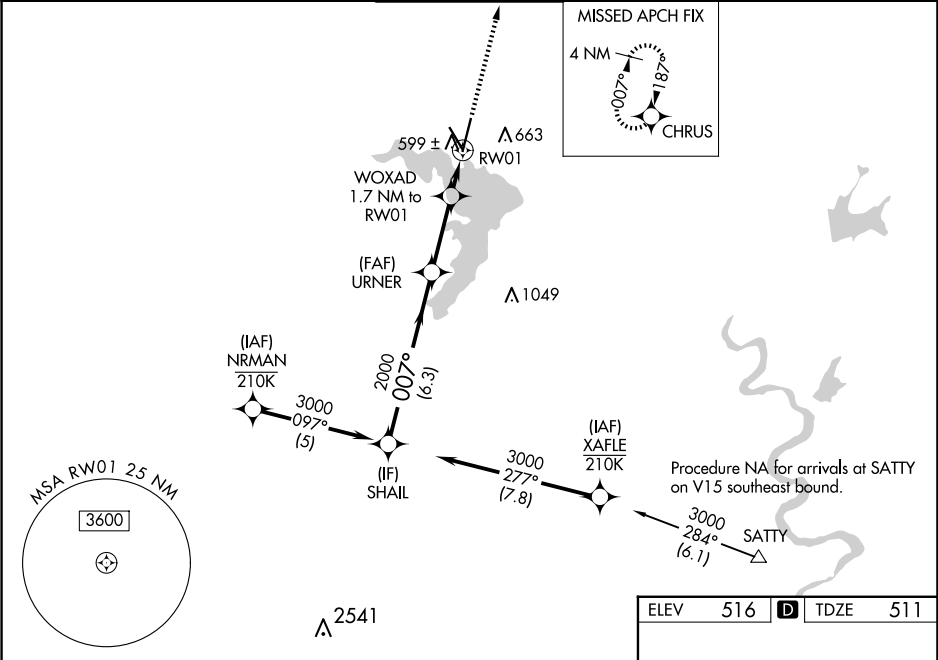 MISSED APCH FIX
4 NM
007°
187°
CHRUS
599 ±
663
RW01
WOXAD
1.7 NM to
RW01
(FAF)
URNER
1049
(IAF)
NRMAN
210K
2000
007°
(6.3)
3000
097°
(5)
(IF)
SHAIL
(IAF)
XAFLE
210K
3000
277°
(7.8)
Procedure NA for arrivals at SATTY
on V15 southeast bound.
3000
284°
(6.1)
SATTY
MSA RW01 25 NM
3600
2541
ELEV 516 D TDZE 511